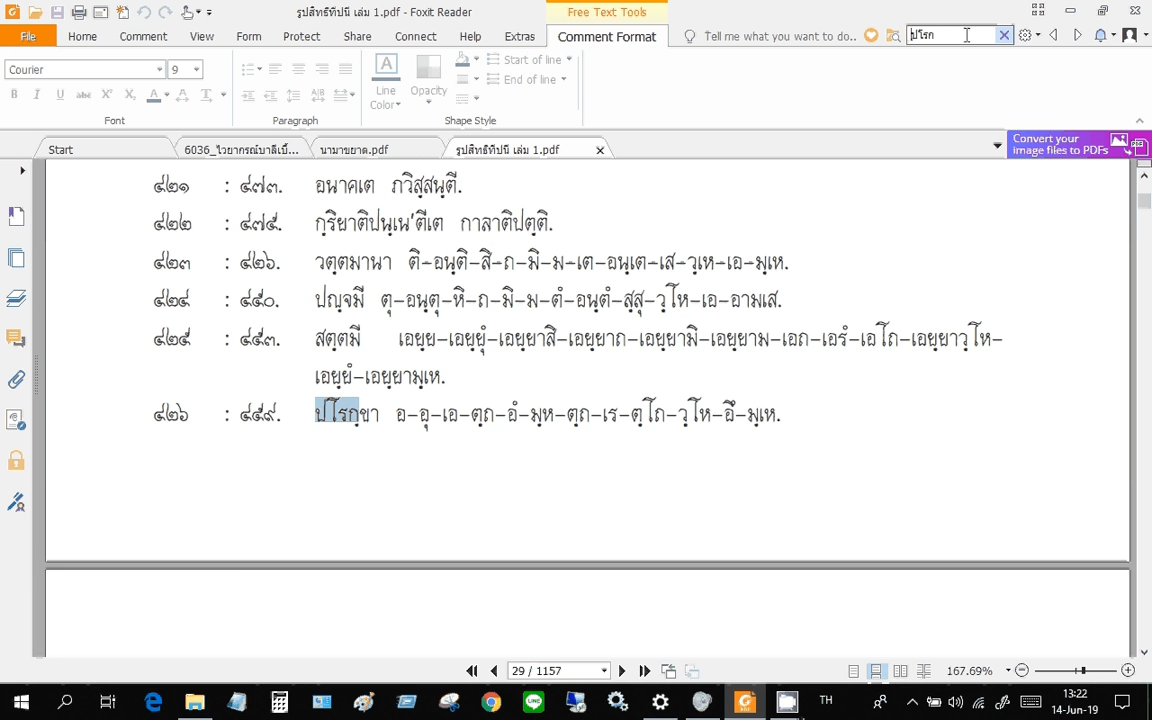 รูปสิทธิทีปนี เล่ม 1.pdf - Foxit Reader
Free Text Tools
File Home Comment View Form Protect Share Connect Help Extras Comment Format Tell me what you want to do.. ปโรก
Courier 9 Start of line
B I U abc X² X₂ A A T Line Color Opacity End of line
Font Paragraph Shape Style
Start 6036_ไวยากรณ์บาลีเบื้... นามาขยาต.pdf รูปสิทธิทีปนี เล่ม 1.pdf Convert your image files to PDFs
๔๒๑ : ๔๗๓. อนาคเต ภวิสฺสนฺตี.
๔๒๒ : ๔๗๕. กฺริยาติปนฺเน'ตีเต กาลาติปตฺติ.
๔๒๓ : ๔๒๖. วตฺตมานา ติ-อนฺติ-สิ-ถ-มิ-ม-เต-อนฺเต-เส-วฺเห-เอ-มฺเห.
๔๒๔ : ๔๕๐. ปญฺจมี ตุ-อนฺตุ-หิ-ถ-มิ-ม-ตํ-อนฺตํ-สฺสุ-วฺโห-เอ-อามเส.
๔๒๕ : ๔๕๓. สตฺตมี เอยฺย-เอยฺยุํ-เอยฺยาสิ-เอยฺยาถ-เอยฺยามิ-เอยฺยาม-เอถ-เอรํ-เอโถ-เอยฺยาวฺโห-
เอยฺยํ-เอยฺยามฺเห.
๔๒๖ : ๔๕๙. ปโรกฺขา อ-อุ-เอ-ตฺถ-อํ-มฺห-ตฺถ-เร-ตฺโถ-วฺโห-อึ-มฺเห.
29 / 1157 167.69%
TH 13:22
14-Jun-19